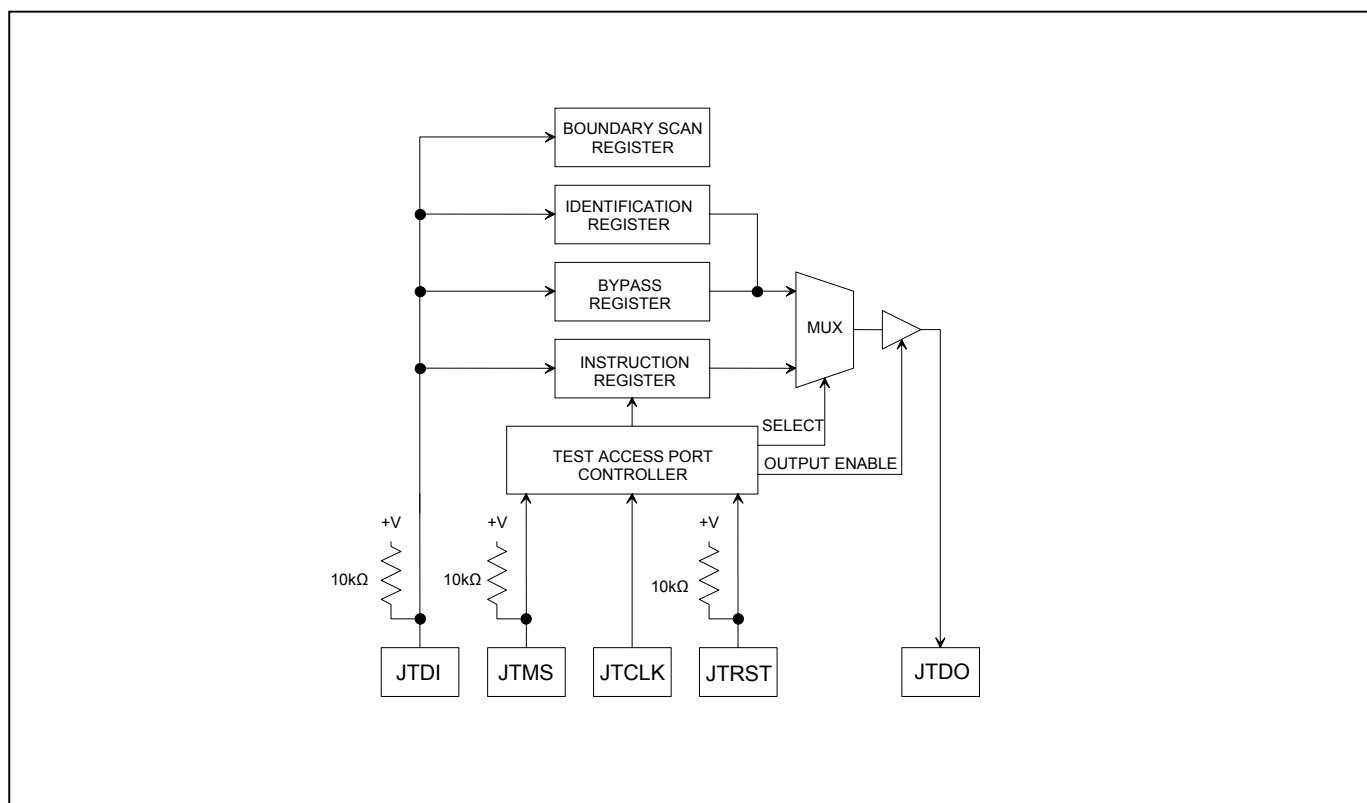 BOUNDARY SCAN
REGISTER
IDENTIFICATION
REGISTER
BYPASS
REGISTER
MUX
INSTRUCTION
REGISTER
SELECT
TEST ACCESS PORT
CONTROLLER
OUTPUT ENABLE
+V
+V
+V
10kΩ
10kΩ
10kΩ
JTDI
JTMS
JTCLK
JTRST
JTDO